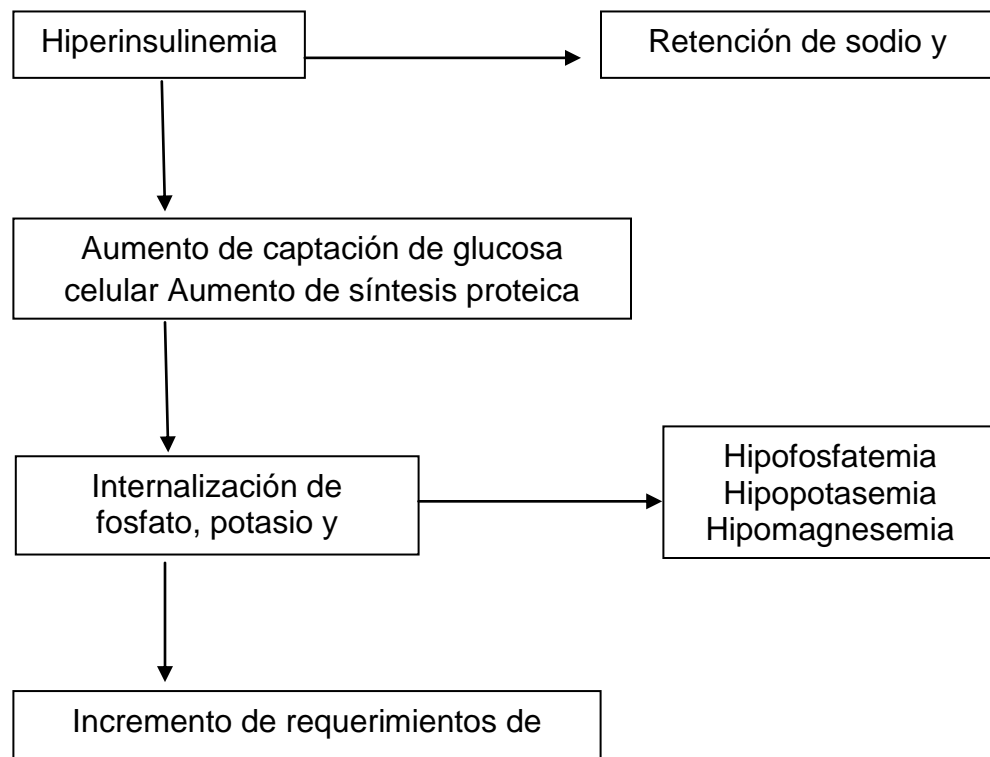 Hiperinsulinemia
Retención de sodio y
Aumento de captación de glucosa
celular Aumento de síntesis proteica
Internalización de
fosfato, potasio y
Hipofosfatemia
Hipopotasemia
Hipomagnesemia
Incremento de requerimientos de